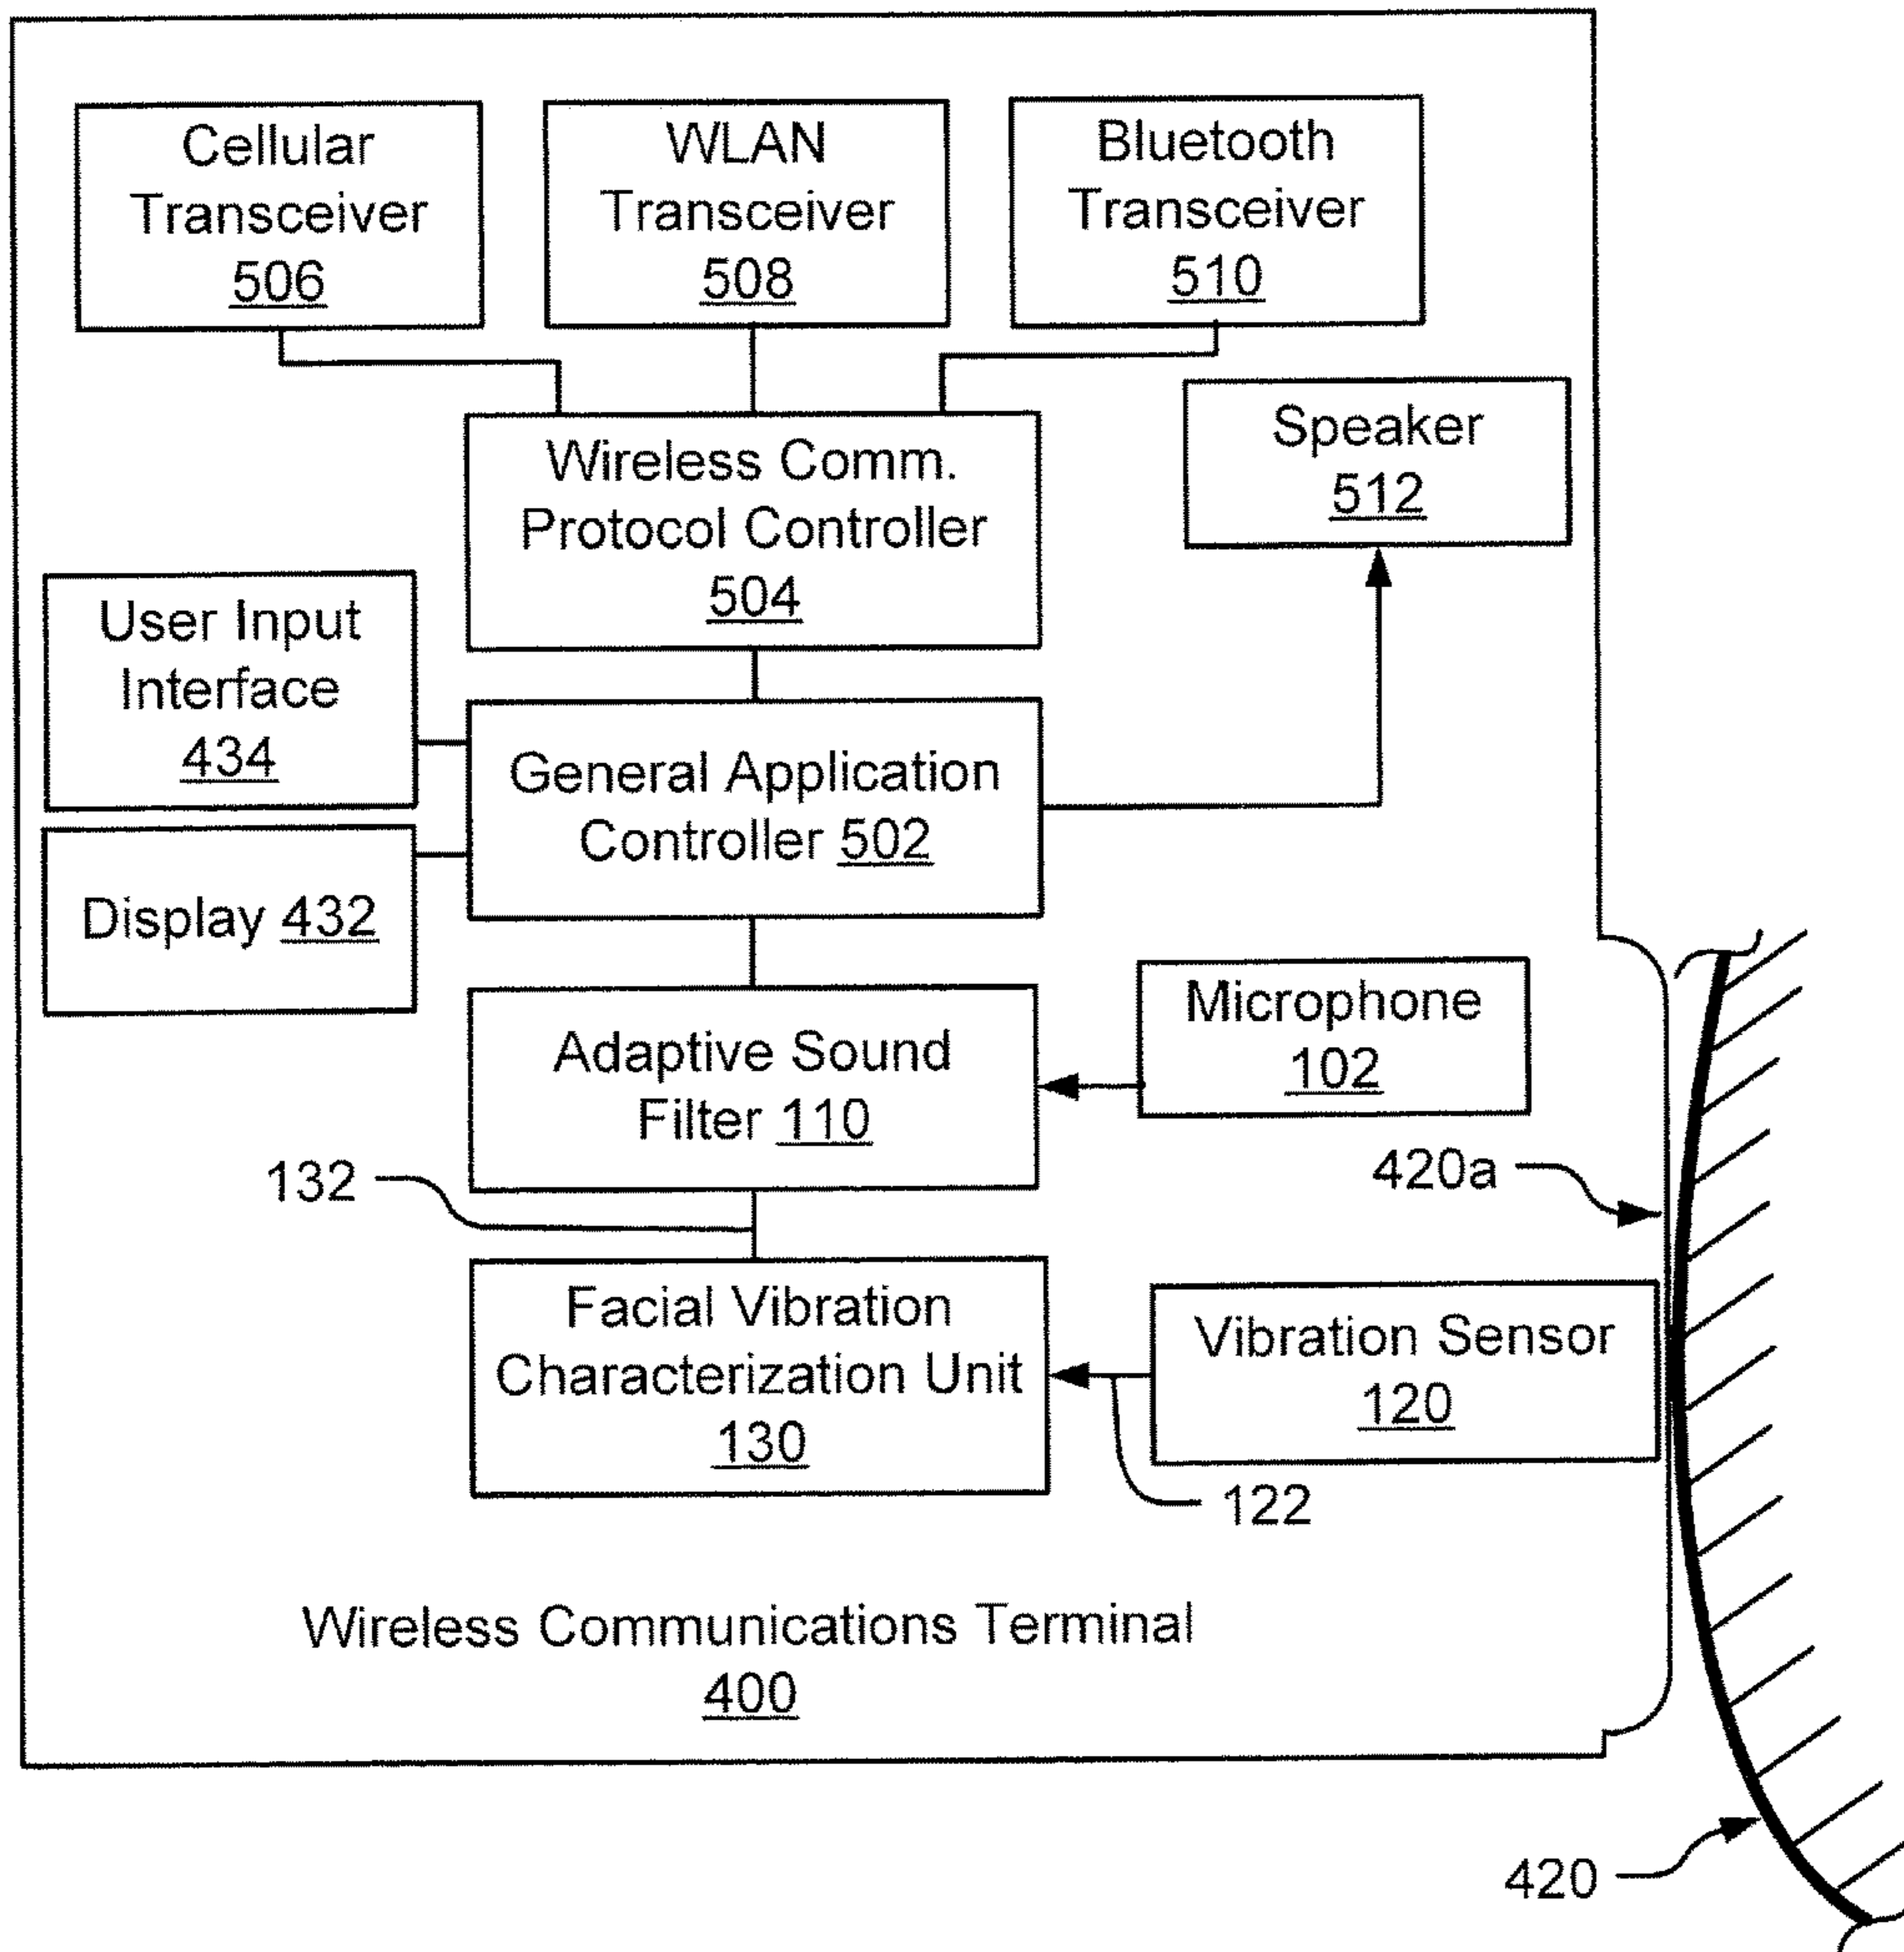 Cellular
Transceiver
506
WLAN
Transceiver
508
Bluetooth
Transceiver
510
Wireless Comm.
Protocol Controller
504
Speaker
512
User Input
Interface
434
General Application
Controller 502
Display 432
Adaptive Sound
Filter 110
Microphone
102
132
420a
Facial Vibration
Characterization Unit
130
Vibration Sensor
120
122
Wireless Communications Terminal
400
420